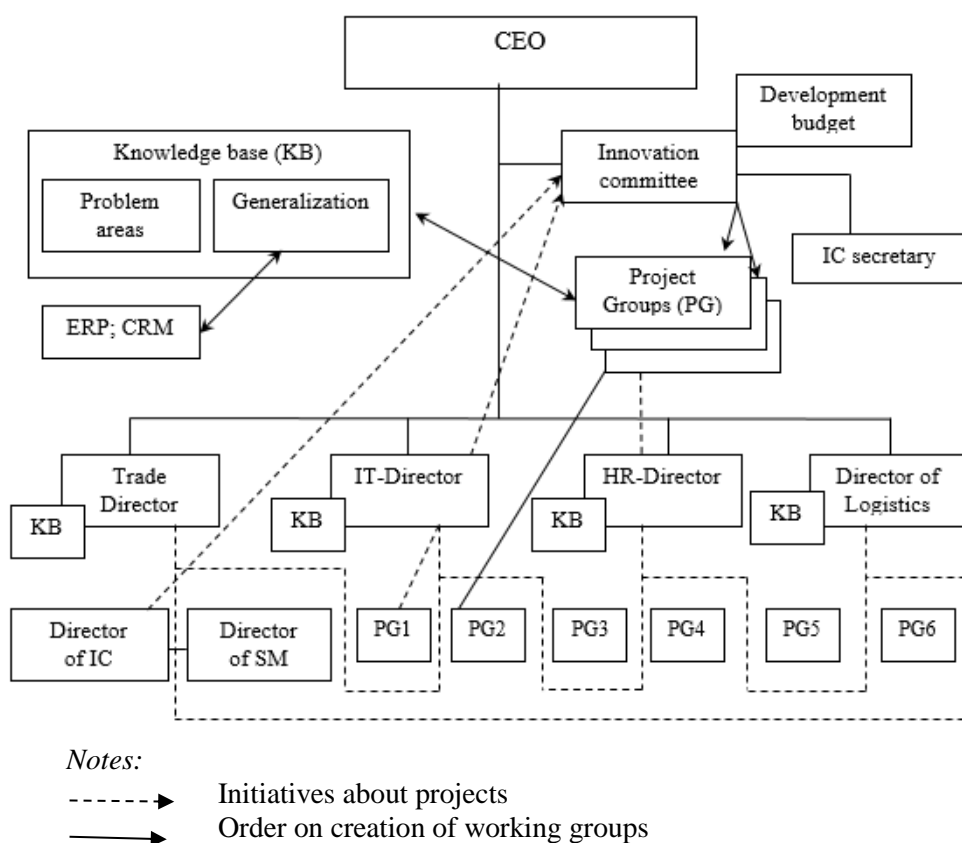 CEO
Development
budget
Innovation
committee
Knowledge base (KB)
Problem
areas
Generalization
IC secretary
Project
Groups (PG)
ERP; CRM
Trade
Director
KB
IT-Director
KB
HR-Director
KB
Director of
Logistics
KB
Director
of IC
Director
of SM
PG1
PG2
PG3
PG4
PG5
PG6
Notes:
Initiatives about projects
Order on creation of working groups